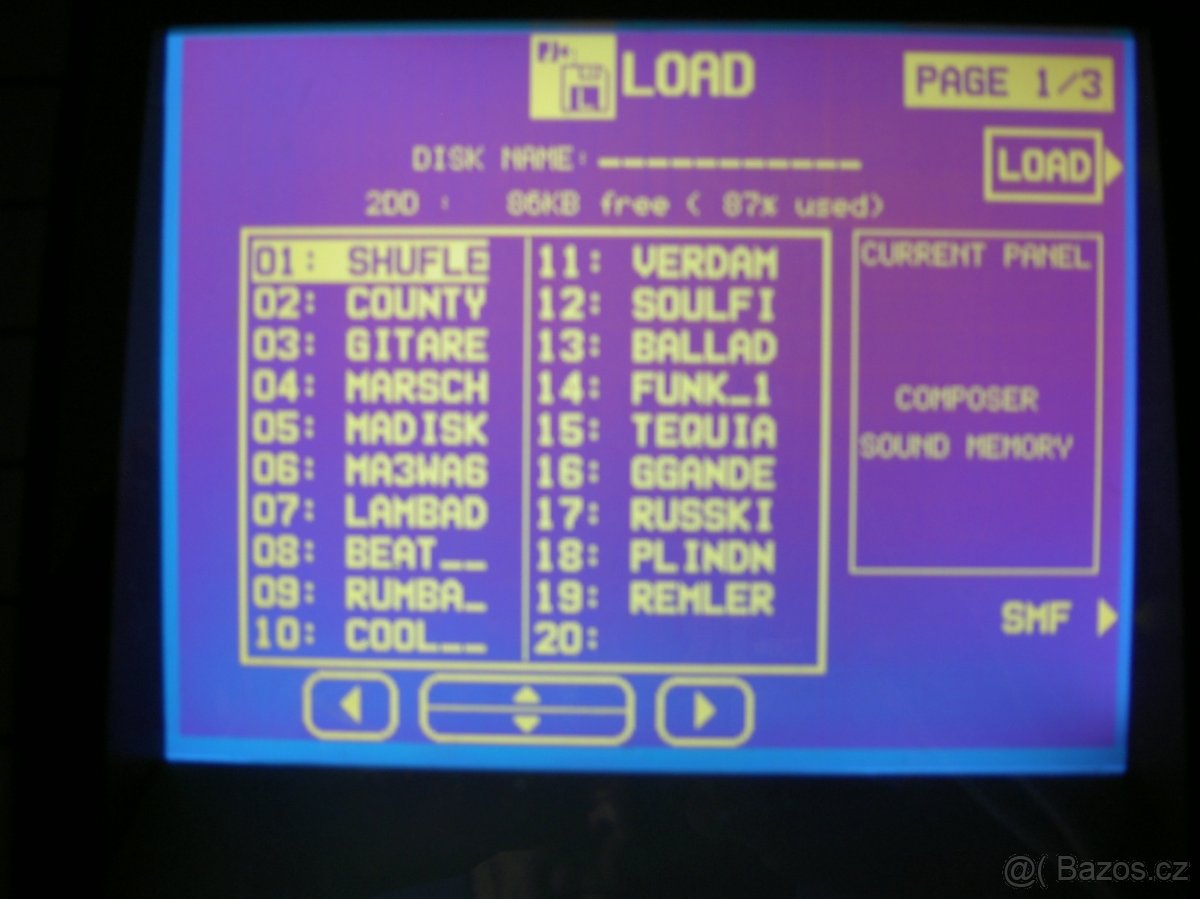 LOAD
PAGE 1/3
DISK NAME: ___________
LOAD
2DD : 86KB free ( 87% used)
01: SHUFLE
02: COUNTY
03: GITARE
04: MARSCH
05: MADISK
06: MA3WA6
07: LAMBAD
08: BEAT__
09: RUMBA_
10: COOL__
11: VERDAM
12: SOULFI
13: BALLAD
14: FUNK_1
15: TEQUIA
16: GGANDE
17: RUSSKI
18: PLINDN
19: REMLER
20:
CURRENT PANEL
COMPOSER
SOUND MEMORY
SMF
@( Bazos.cz